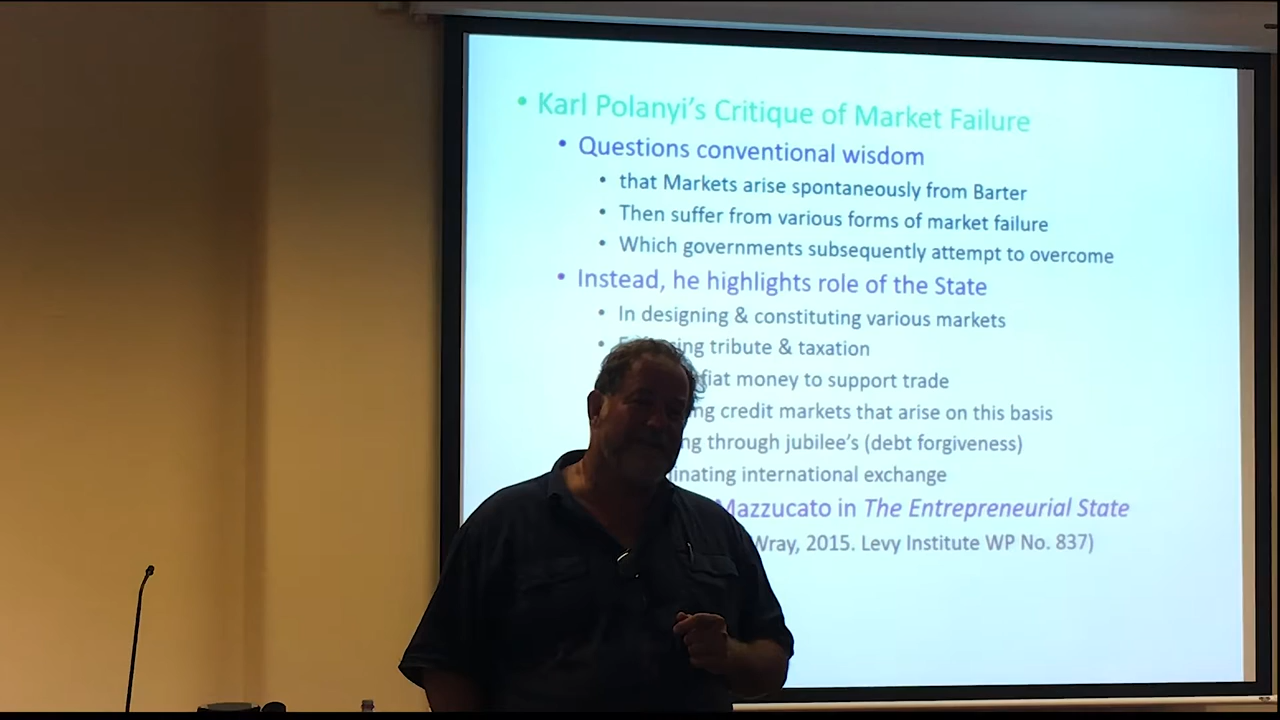 • Karl Polanyi's Critique of Market Failure
• Questions conventional wisdom
• that Markets arise spontaneously from Barter
• Then suffer from various forms of market failure
• Which governments subsequently attempt to overcome
• Instead, he highlights role of the State
• In designing & constituting various markets
• tribute & taxation
fiat money to support trade
credit markets that arise on this basis
through jubilee's (debt forgiveness)
international exchange
Mazzucato in The Entrepreneurial State
Wray, 2015. Levy Institute WP No. 837)